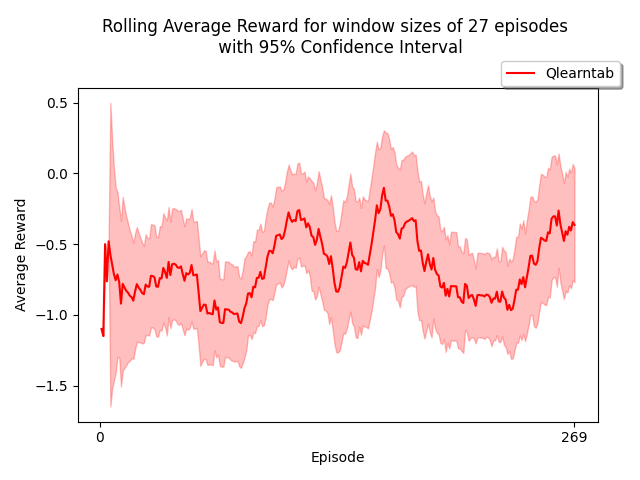 Rolling Average Reward for window sizes of 27 episodes
with 95% Confidence Interval
Qlearntab
0.5
0.0
−0.5
−1.0
−1.5
Average Reward
0 269
Episode